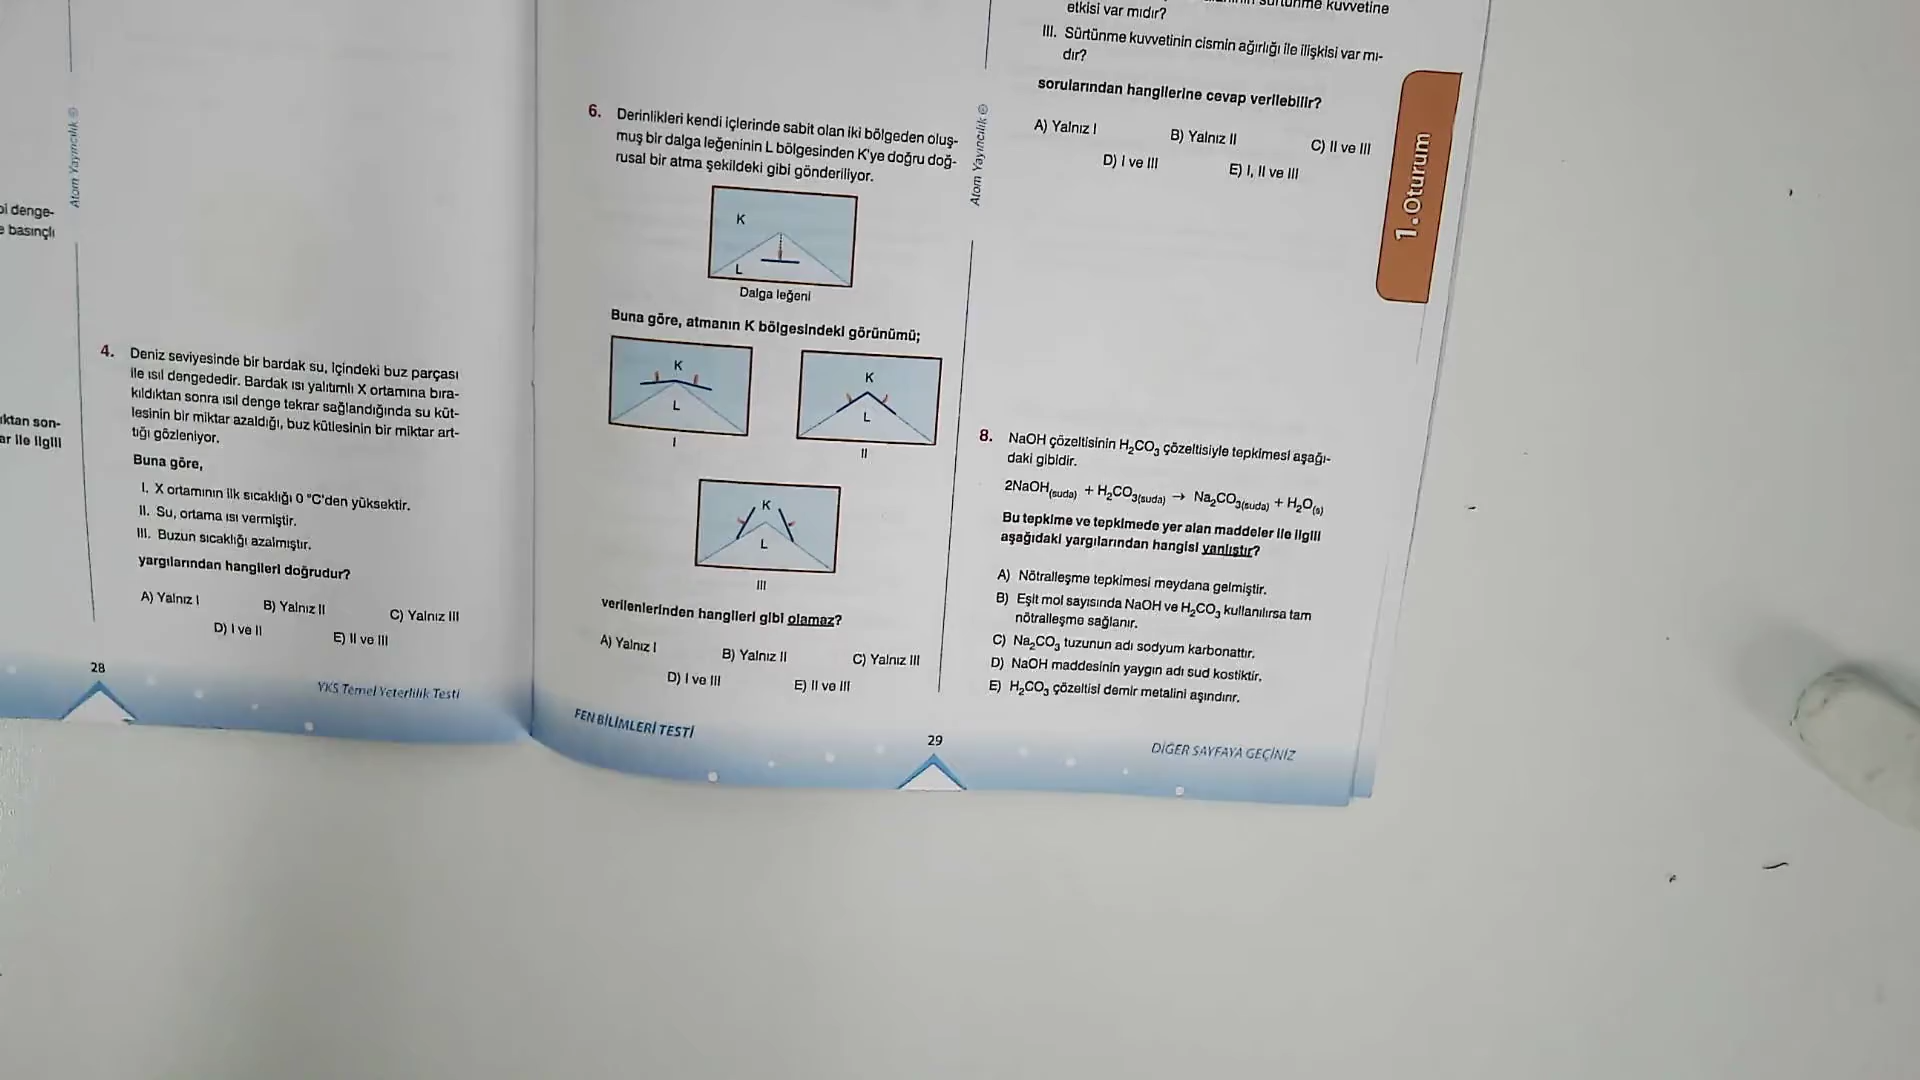 bi denge-
e basınçlı
ıktan son-
ar ile ilgili
Atom Yayıncılık ©
4. Deniz seviyesinde bir bardak su, içindeki buz parçası
ile ısıl dengededir. Bardak ısı yalıtımlı X ortamına bıra-
kıldıktan sonra ısıl denge tekrar sağlandığında su küt-
lesinin bir miktar azaldığı, buz kütlesinin bir miktar art-
tığı gözleniyor.
Buna göre,
I. X ortamının ilk sıcaklığı 0 °C'den yüksektir.
II. Su, ortama ısı vermiştir.
III. Buzun sıcaklığı azalmıştır.
yargılarından hangileri doğrudur?
A) Yalnız I B) Yalnız II C) Yalnız III
D) I ve II E) II ve III
28
YKS Temel Yeterlilik Testi
6. Derinlikleri kendi içlerinde sabit olan iki bölgeden oluş-
muş bir dalga leğeninin L bölgesinden K'ye doğru doğ-
rusal bir atma şekildeki gibi gönderiliyor.
K
L
Dalga leğeni
Buna göre, atmanın K bölgesindeki görünümü;
K
L
I
K
L
II
K
L
III
verilenlerinden hangileri gibi olamaz?
A) Yalnız I B) Yalnız II C) Yalnız III
D) I ve III E) II ve III
FEN BİLİMLERİ TESTİ
29
Atom Yayıncılık ©
sürtünme kuvvetine
etkisi var mıdır?
III. Sürtünme kuvvetinin cismin ağırlığı ile ilişkisi var mı-
dır?
sorularından hangilerine cevap verilebilir?
A) Yalnız I B) Yalnız II C) II ve III
D) I ve III E) I, II ve III
8. NaOH çözeltisinin H₂CO₃ çözeltisiyle tepkimesi aşağı-
daki gibidir.
2NaOH(suda) + H₂CO₃(suda) → Na₂CO₃(suda) + H₂O(s)
Bu tepkime ve tepkimede yer alan maddeler ile ilgili
aşağıdaki yargılarından hangisi yanlıştır?
A) Nötralleşme tepkimesi meydana gelmiştir.
B) Eşit mol sayısında NaOH ve H₂CO₃ kullanılırsa tam
nötralleşme sağlanır.
C) Na₂CO₃ tuzunun adı sodyum karbonattır.
D) NaOH maddesinin yaygın adı sud kostiktir.
E) H₂CO₃ çözeltisi demir metalini aşındırır.
DİĞER SAYFAYA GEÇİNİZ
1.Oturum